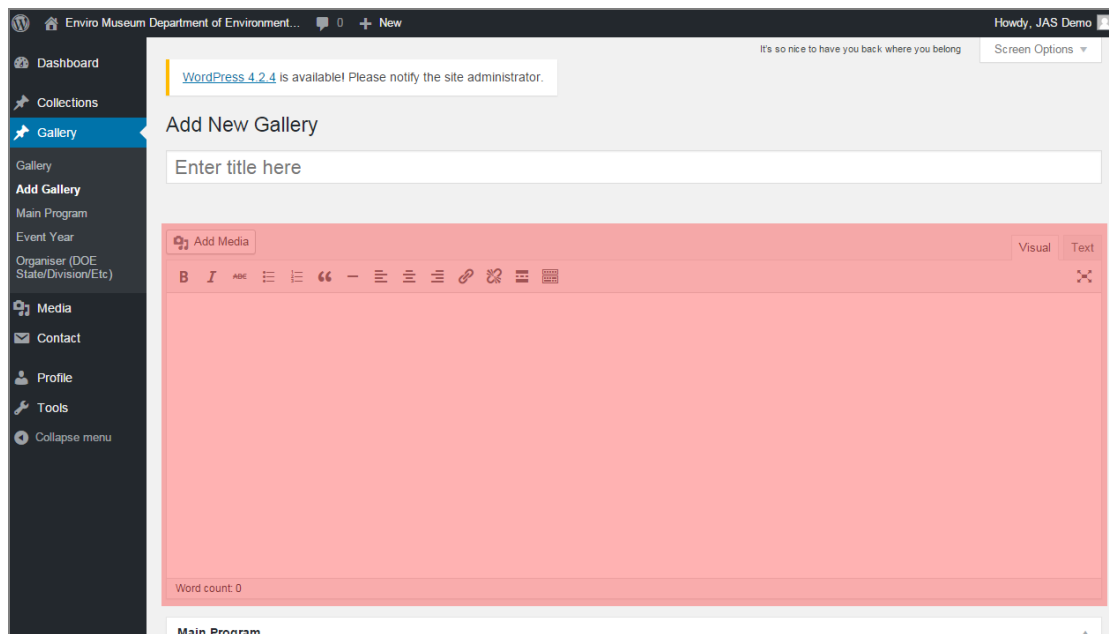 Enviro Museum Department of Environment... 0 + New Howdy, JAS Demo
It's so nice to have you back where you belong Screen Options
Dashboard
WordPress 4.2.4 is available! Please notify the site administrator.
Collections
Gallery
Add New Gallery
Enter title here
Gallery
Add Gallery
Main Program
Event Year
Organiser (DOE
State/Division/Etc)
Media
Contact
Profile
Tools
Collapse menu
Add Media
Visual Text
B I ABC
Word count: 0
Main Program